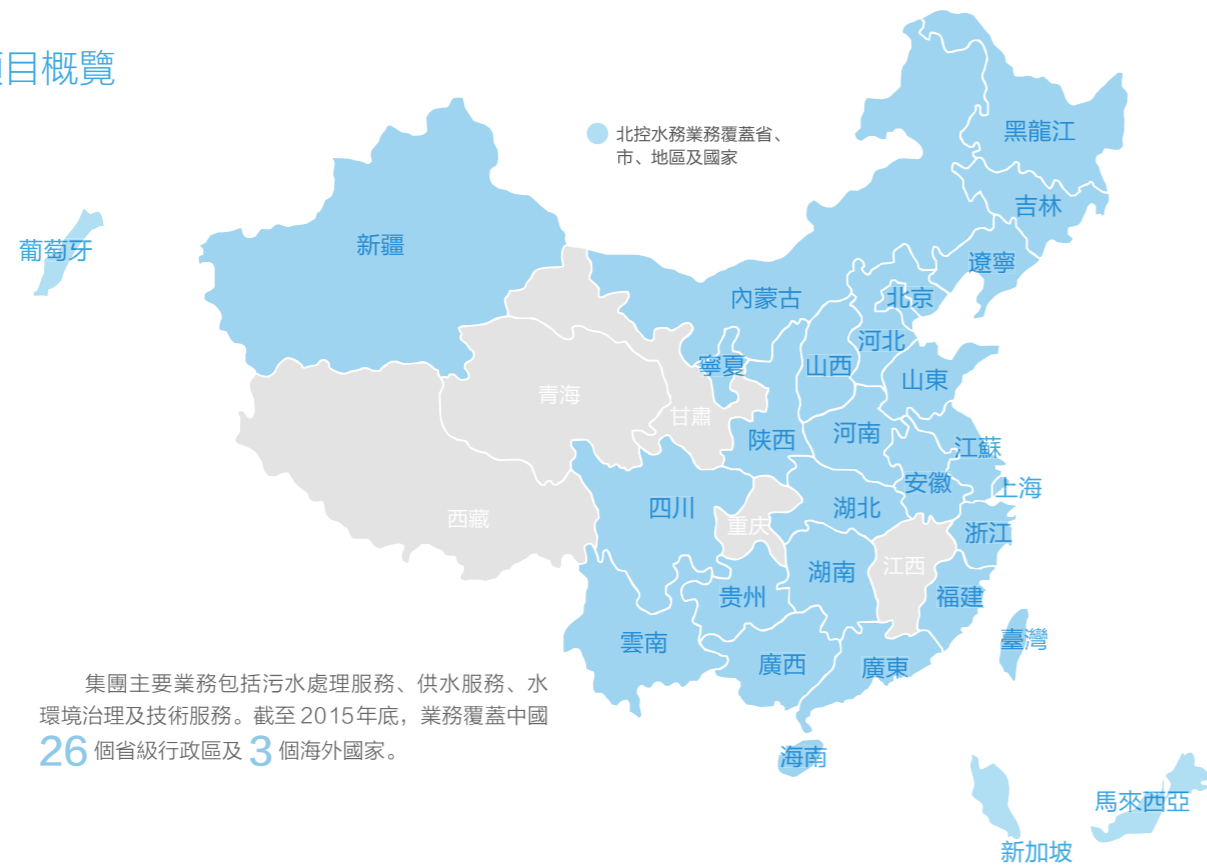 項目概覽
北控水務業務覆蓋省、
市、地區及國家
黑龍江
吉林
遼寧
葡萄牙
新疆
內蒙古
北京
河北
寧夏
山西
山東
青海
甘肅
陝西
河南
江蘇
安徽
上海
四川
湖北
西藏
重庆
浙江
江西
湖南
贵州
福建
雲南
臺灣
廣西
廣東
集團主要業務包括污水處理服務、供水服務、水
環境治理及技術服務。截至2015年底，業務覆蓋中國
26個省級行政區及3個海外國家。
海南
馬來西亞
新加坡